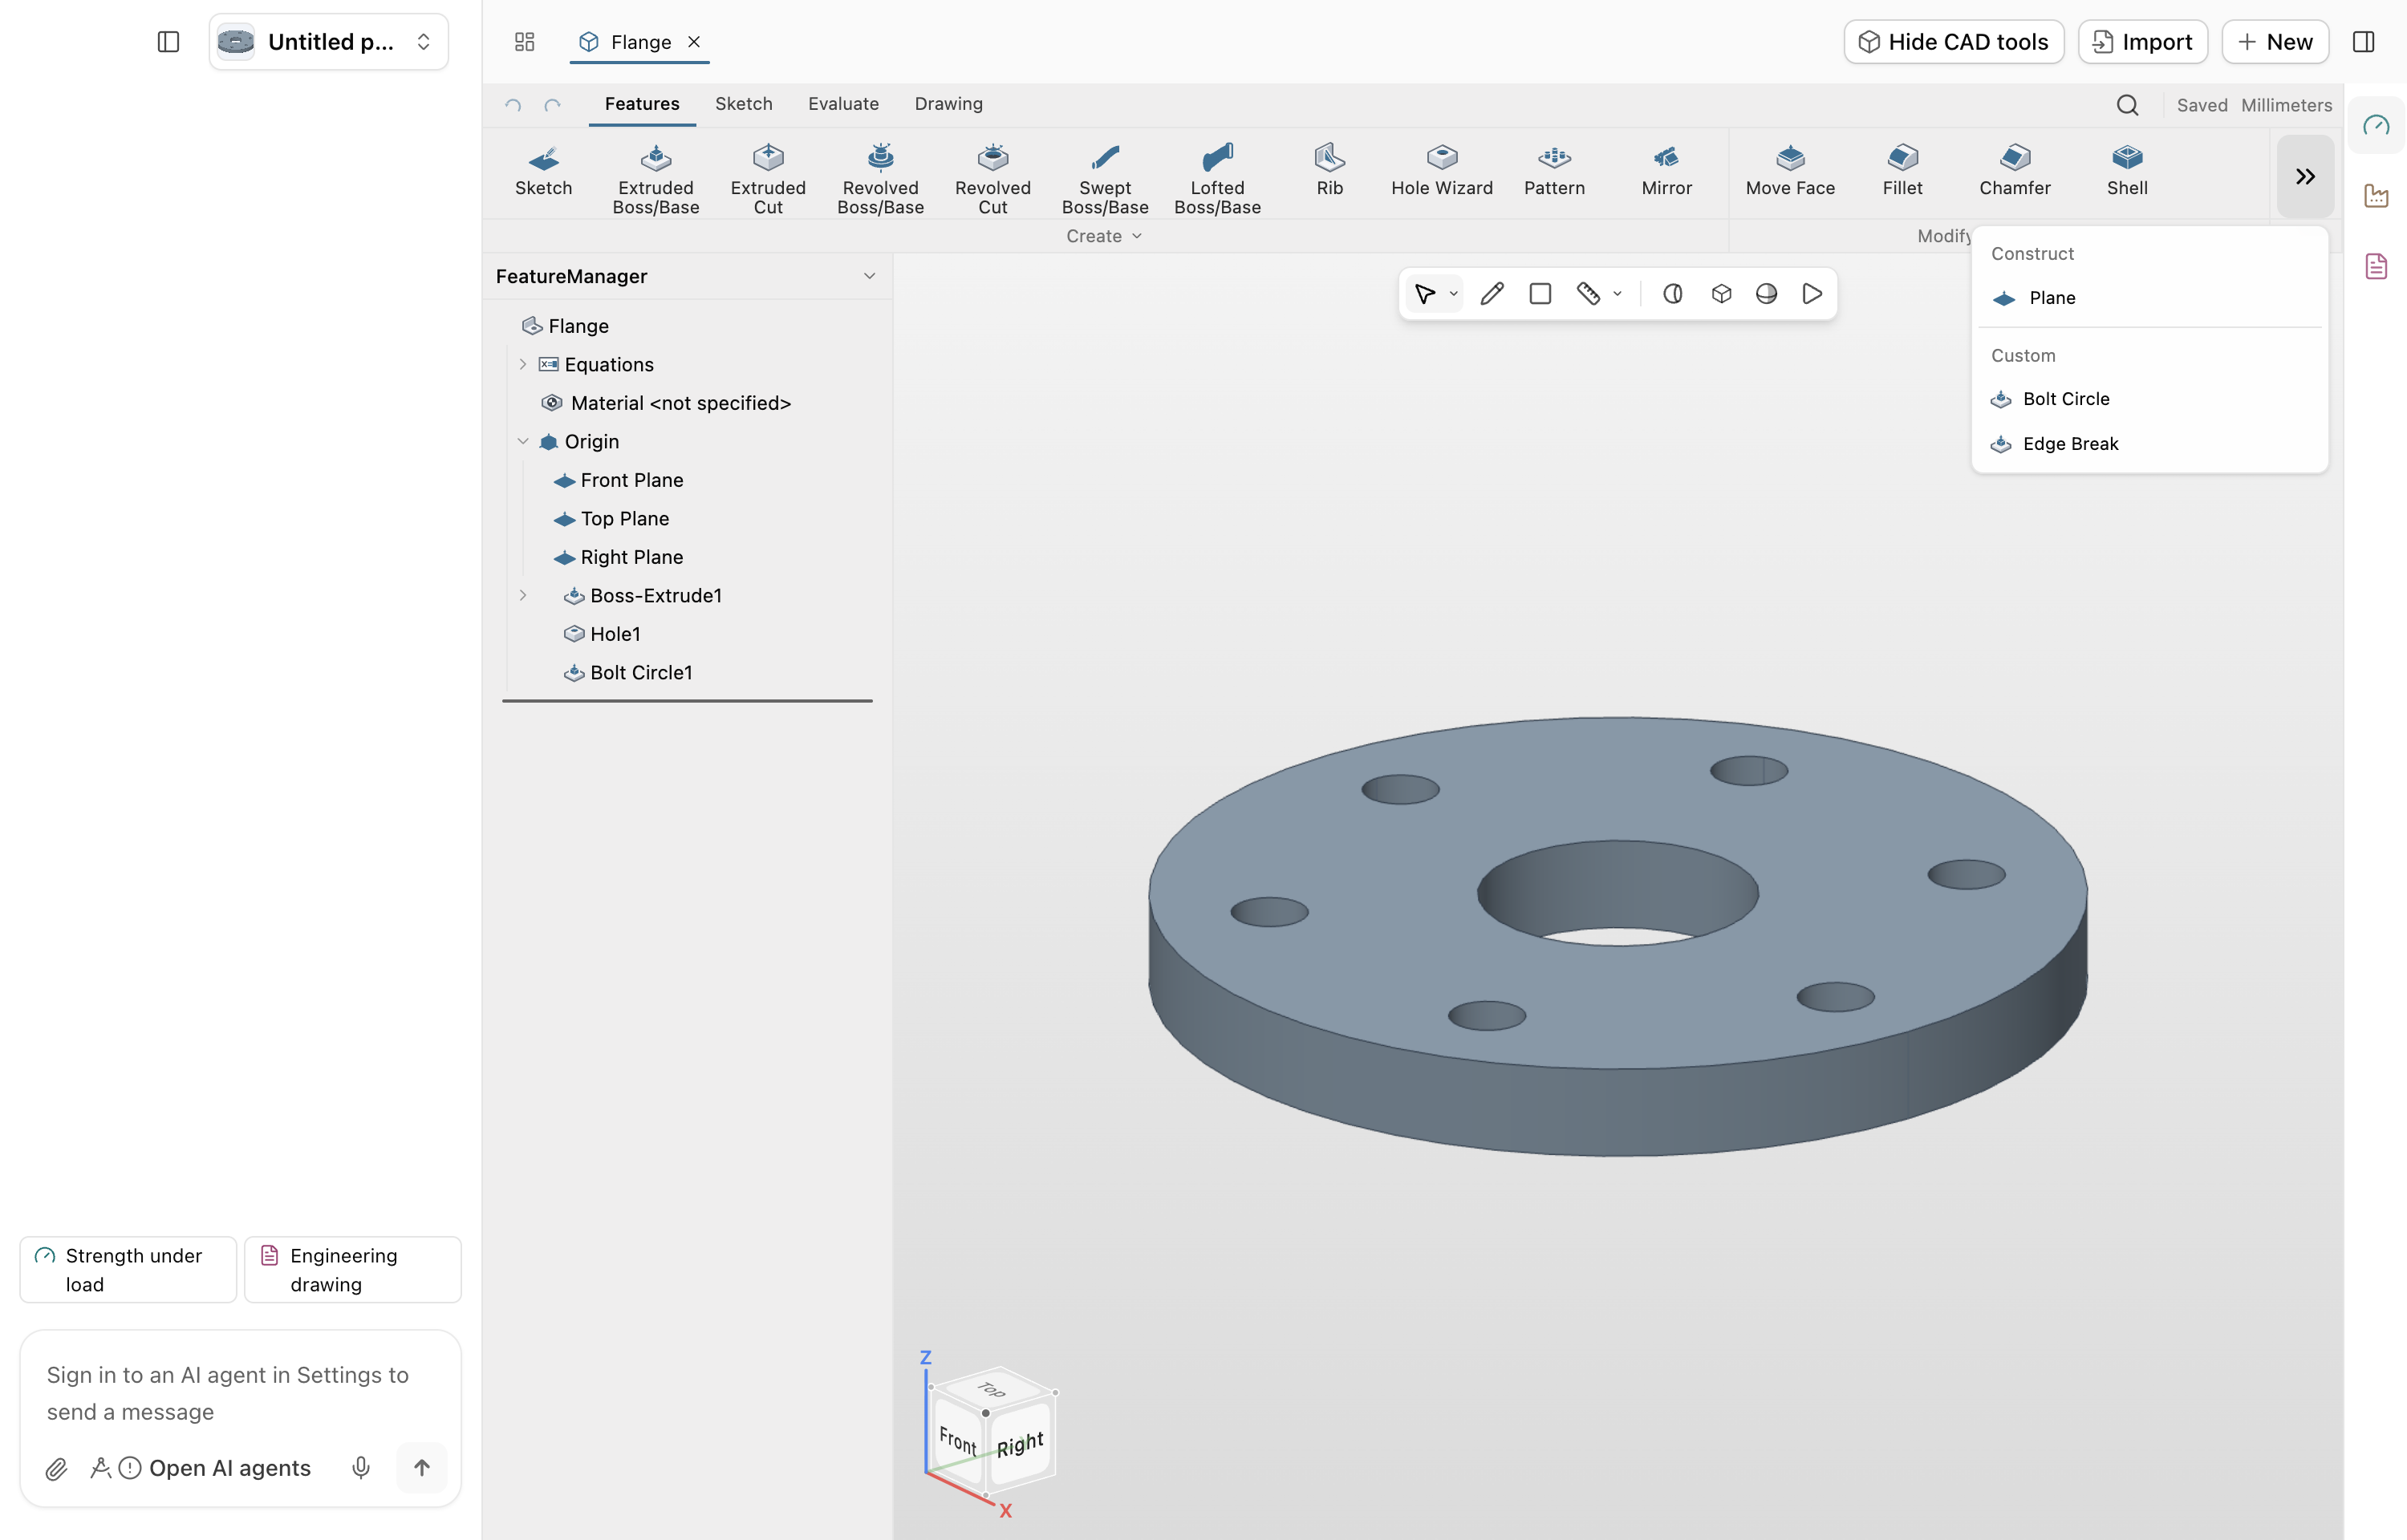 Untitled p...
Flange
Hide CAD tools
Import
New
Features
Sketch
Evaluate
Drawing
Saved
Millimeters
Sketch
Extruded
Boss/Base
Extruded
Cut
Revolved
Boss/Base
Revolved
Cut
Swept
Boss/Base
Lofted
Boss/Base
Rib
Hole Wizard
Pattern
Mirror
Move Face
Fillet
Chamfer
Shell
Create
Modify
Construct
Plane
Custom
Bolt Circle
Edge Break
FeatureManager
Flange
Equations
Material <not specified>
Origin
Front Plane
Top Plane
Right Plane
Boss-Extrude1
Hole1
Bolt Circle1
Strength under
load
Engineering
drawing
Sign in to an AI agent in Settings to
send a message
Open AI agents
Z
Top
Front
Right
X